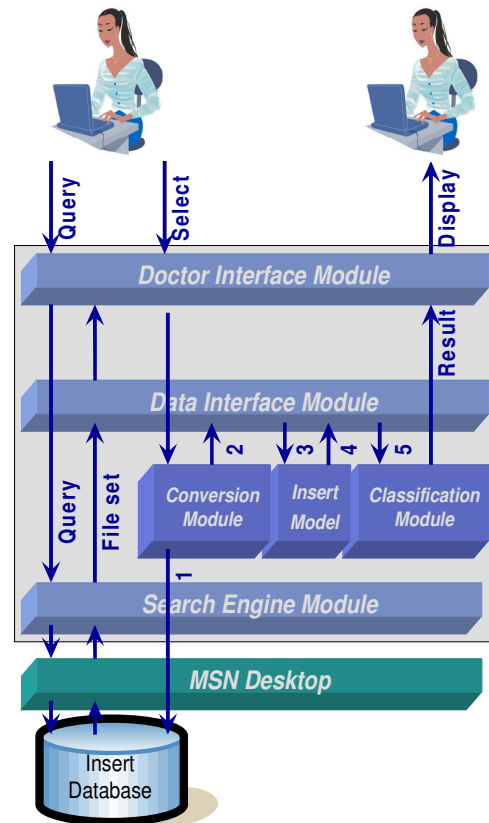 Query
Select
Display
Doctor Interface Module
Result
Data Interface Module
2
3
4
5
Query
File set
Conversion
Module
Insert
Model
Classification
Module
1
Search Engine Module
MSN Desktop
Insert
Database